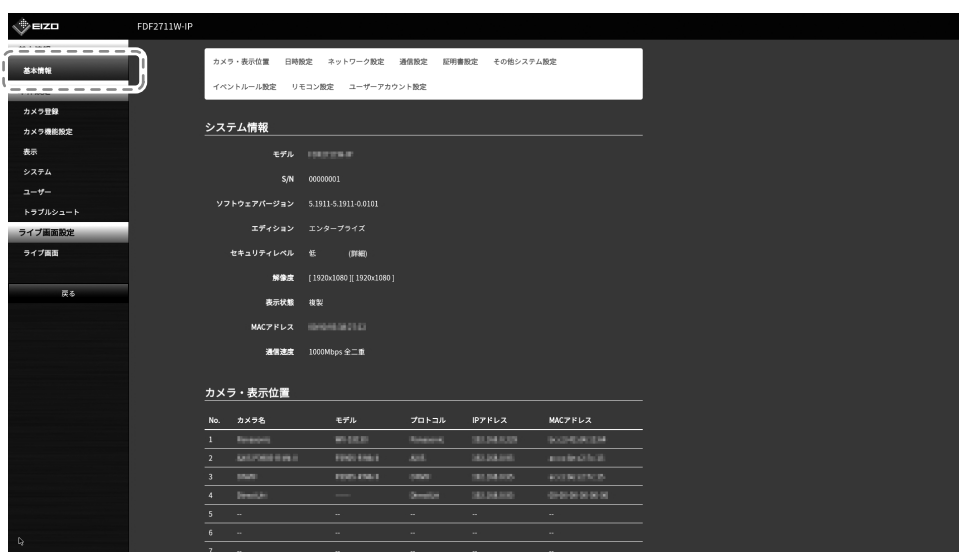 EIZO FDF2711W-IP
基本情報
カメラ登録
カメラ機能設定
表示
システム
ユーザー
トラブルシュート
ライブ画面設定
ライブ画面
戻る
カメラ・表示位置 日時設定 ネットワーク設定 通信設定 証明書設定 その他システム設定
イベントルール設定 リモコン設定 ユーザーアカウント設定
システム情報
モデル
S/N 00000001
ソフトウェアバージョン 5.1911-5.1911-0.0101
エディション エンタープライズ
セキュリティレベル 低 (詳細)
解像度 [ 1920x1080 ][ 1920x1080 ]
表示状態 複製
MACアドレス
通信速度 1000Mbps 全二重
カメラ・表示位置
No. カメラ名 モデル プロトコル IPアドレス MACアドレス
1
2
3
4
5 -- -- -- -- --
6 -- -- -- -- --
7